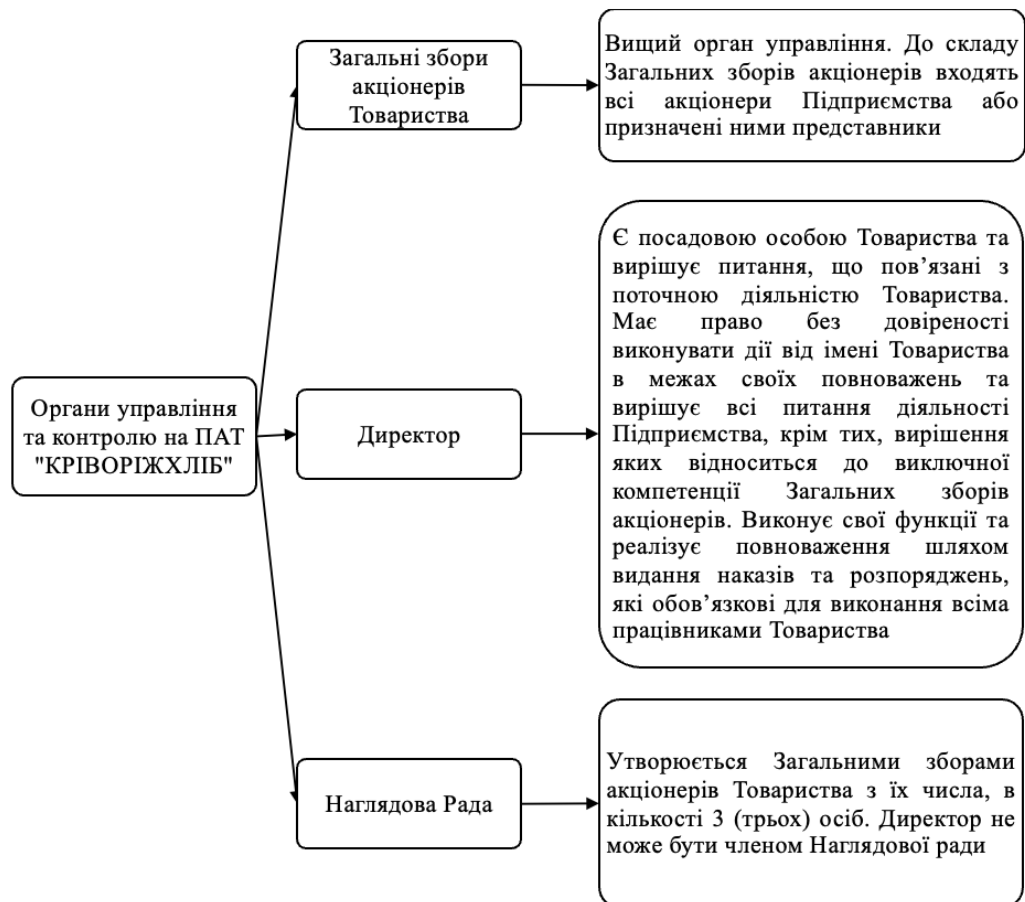 Загальні збори
акціонерів
Товариства
Вищий орган управління. До складу
Загальних зборів акціонерів входять
всі акціонери Підприємства або
призначені ними представники
Органи управління
та контролю на ПАТ
"КРІВОРІЖХЛІБ"
Директор
Є посадовою особою Товариства та
вирішує питання, що пов’язані з
поточною діяльністю Товариства.
Має право без довіреності
виконувати дії від імені Товариства
в межах своїх повноважень та
вирішує всі питання діяльності
Підприємства, крім тих, вирішення
яких відноситься до виключної
компетенції Загальних зборів
акціонерів. Виконує свої функції та
реалізує повноваження шляхом
видання наказів та розпоряджень,
які обов’язкові для виконання всіма
працівниками Товариства
Наглядова Рада
Утворюється Загальними зборами
акціонерів Товариства з їх числа, в
кількості 3 (трьох) осіб. Директор не
може бути членом Наглядової ради